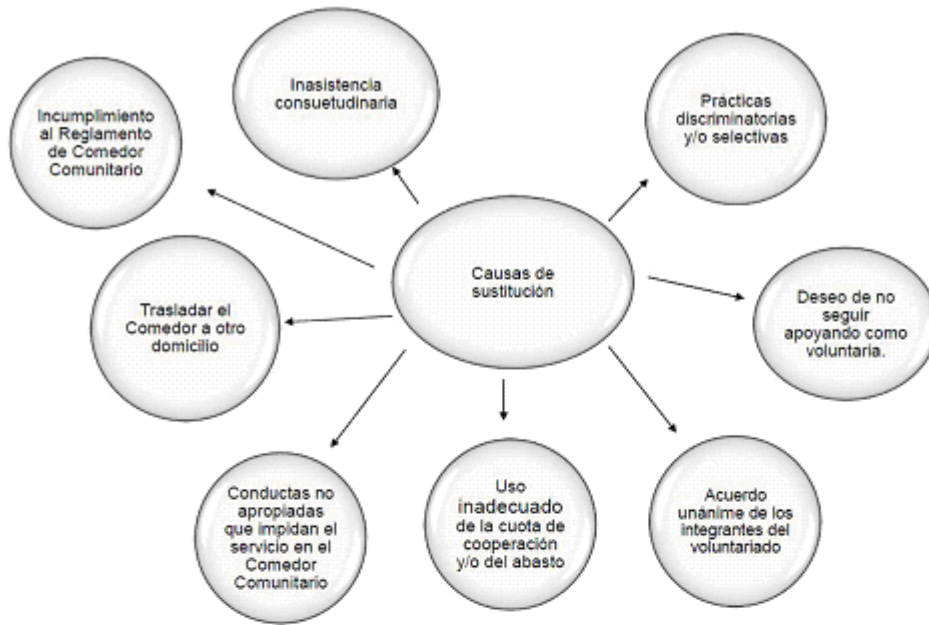 Inasistencia
consuetudinaria
Prácticas
discriminatorias
y/o selectivas
Incumplimiento
al Reglamento
de Comedor
Comunitario
Causas de
sustitución
Trasladar el
Comedor a otro
domicilio
Deseo de no
seguir
apoyando como
voluntaria.
Conductas no
apropiadas
que impidan el
servicio en el
Comedor
Comunitario
Uso
inadecuado
de la cuota de
cooperación
y/o del abasto
Acuerdo
unánime de los
integrantes del
voluntariado